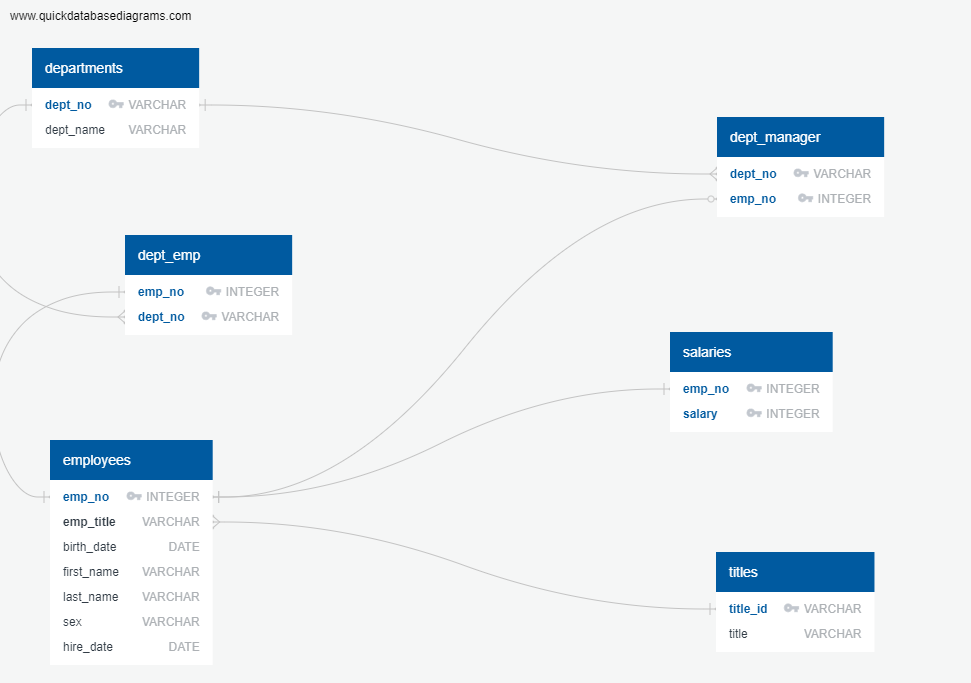 www.quickdatabasediagrams.com
departments
dept_no VARCHAR
dept_name VARCHAR
dept_manager
dept_no VARCHAR
emp_no INTEGER
dept_emp
emp_no INTEGER
dept_no VARCHAR
salaries
emp_no INTEGER
salary INTEGER
employees
emp_no INTEGER
emp_title VARCHAR
birth_date DATE
first_name VARCHAR
last_name VARCHAR
sex VARCHAR
hire_date DATE
titles
title_id VARCHAR
title VARCHAR